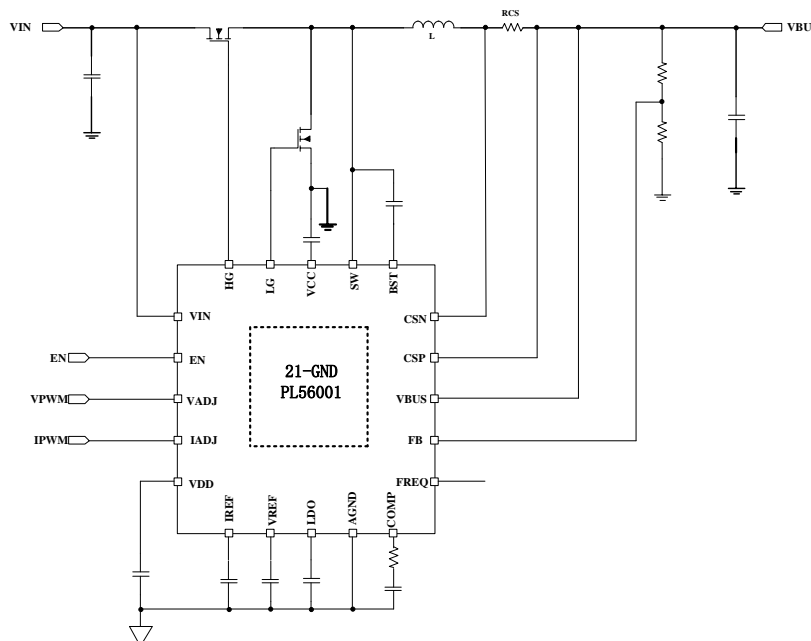 VIN
RCS
VBU
L
HG
LG
VCC
SW
BST
VIN
CSN
EN
EN
21-GND
PL56001
CSP
VPWM
VADJ
VBUS
IPWM
IADJ
FB
VDD
FREQ
IREF
VREF
LDO
AGND
COMP